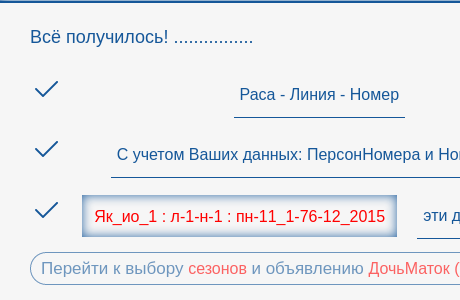 Всё получилось! ................
Раса - Линия - Номер
С учетом Ваших данных: ПерсонНомера и
Як_ио_1 : л-1-н-1 : пн-11_1-76-12_2015 эти
Перейти к выбору сезонов и объявлению ДочьМаток (